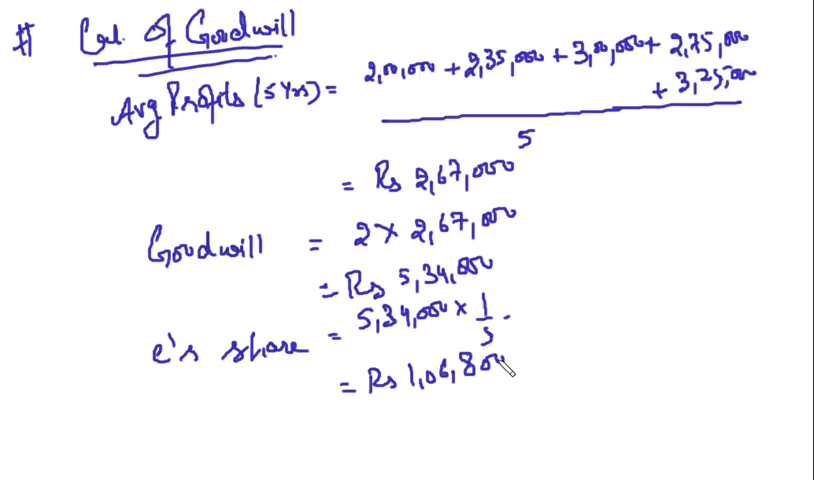 # Cal. Of Goodwill
Avg Profits (5 Yrs) = 2,00,000 + 2,35,000 + 3,00,000 + 2,75,000
+ 3,25,000
5
= Rs 2,67,000
Goodwill = 2 × 2,67,000
= Rs 5,34,000
e's share = 5,34,000 × 1/5.
= Rs 1,06,800